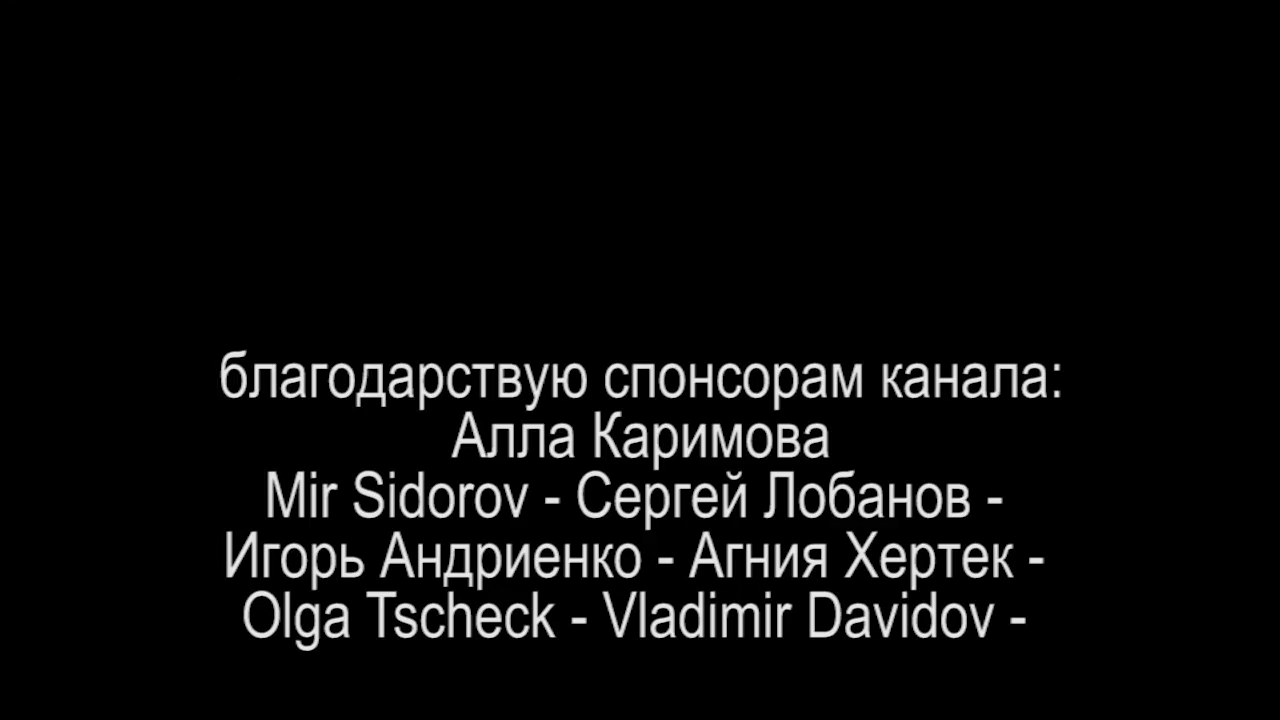 благодарствую спонсорам канала:
Алла Каримова
Mir Sidorov - Сергей Лобанов -
Игорь Андриенко - Агния Хертек -
Olga Tscheck - Vladimir Davidov -